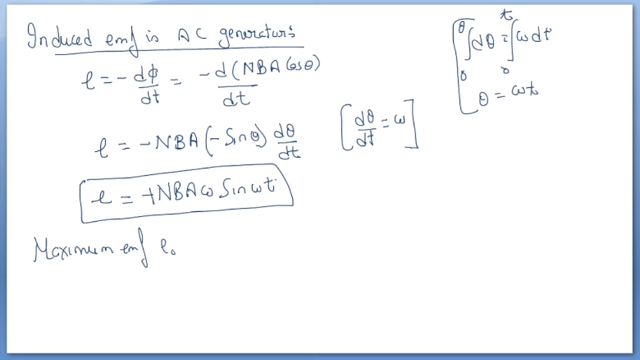 Induced emf is AC generators
e = -dϕ/dt = -d(NBA Cosθ)/dt
e = -NBA(-Sinθ) dθ/dt [dθ/dt = ω]
e = +NBAω Sin ωt
Maximum emf e₀
∫₀^θ dθ = ∫₀^t ω dt
θ = ωt